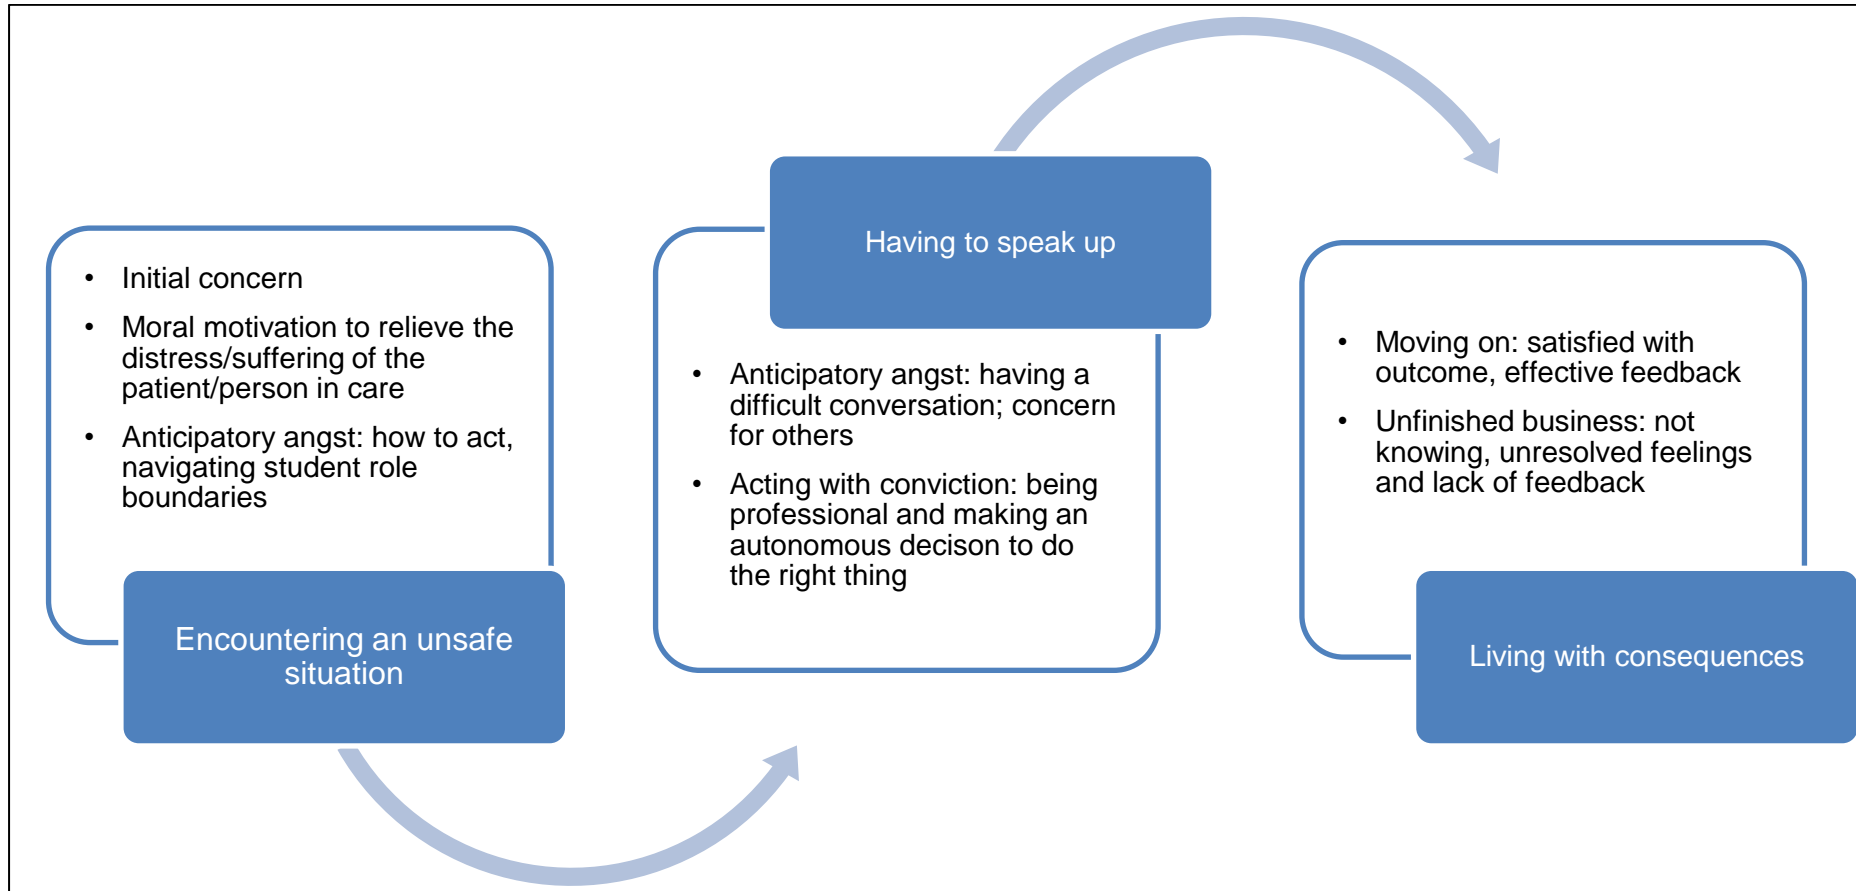 • Initial concern
• Moral motivation to relieve the
distress/suffering of the
patient/person in care
• Anticipatory angst: how to act,
navigating student role
boundaries
Encountering an unsafe
situation
Having to speak up
• Anticipatory angst: having a
difficult conversation; concern
for others
• Acting with conviction: being
professional and making an
autonomous decison to do
the right thing
• Moving on: satisfied with
outcome, effective feedback
• Unfinished business: not
knowing, unresolved feelings
and lack of feedback
Living with consequences